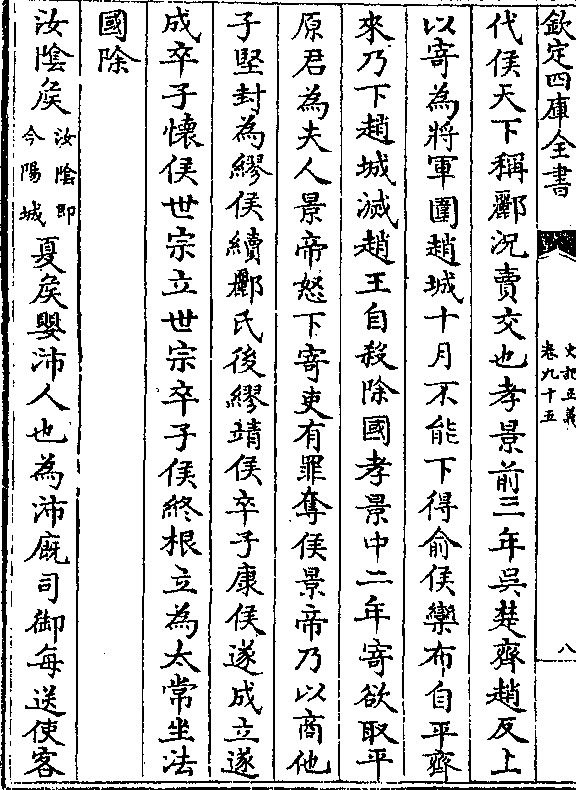 欽定四庫全書
史記正義
卷九十五
八
代侯天下稱酈況賣交也孝景前三年吳楚齊趙反上
以寄為將軍圍趙城十月不能下得俞侯欒布自平齊
來乃下趙城滅趙王自殺除國孝景中二年寄欲取平
原君為夫人景帝怒下寄吏有罪奪侯景帝乃以商他
子堅封為繆侯續酈氏後繆靖侯卒子康侯遂成立遂
成卒子懷侯世宗立世宗卒子侯終根立為太常坐法
國除
汝陰侯汝陰即今陽城夏侯嬰沛人也為沛廄司御每送使客